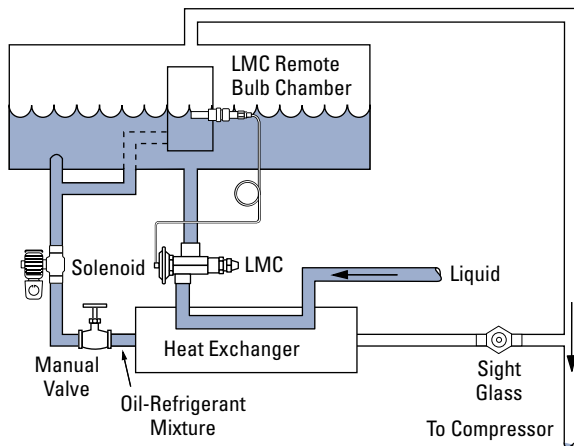 LMC Remote
Bulb Chamber
Solenoid
LMC
Liquid
Manual
Valve
Heat Exchanger
Oil-Refrigerant
Mixture
Sight
Glass
To Compressor